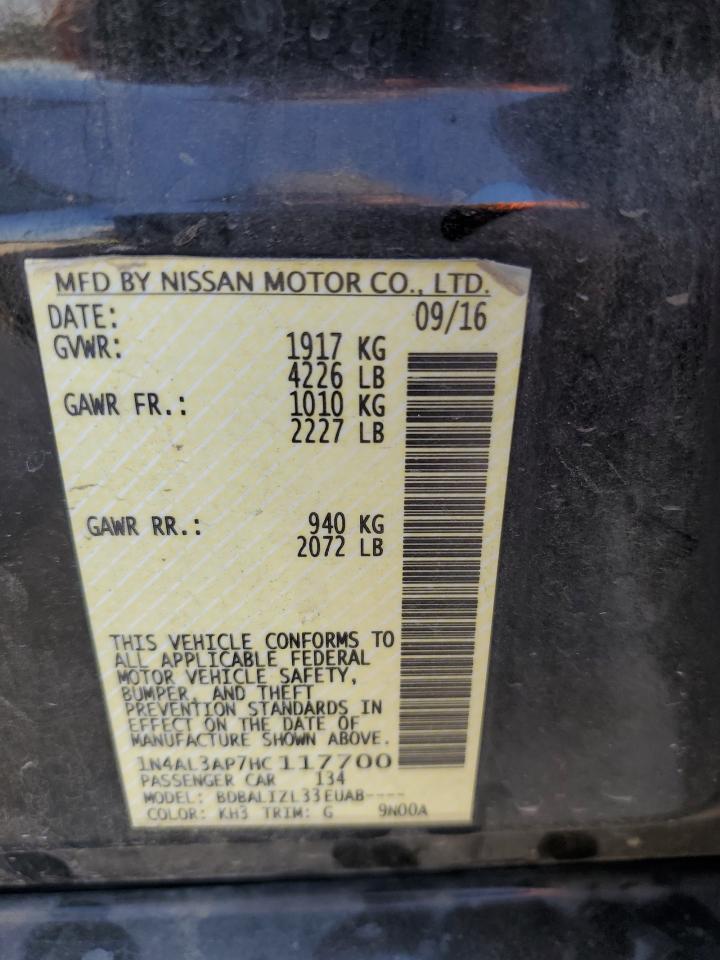 MFD BY NISSAN MOTOR CO., LTD.
DATE: 09/16
GVWR: 1917 KG
4226 LB
GAWR FR.: 1010 KG
2227 LB
GAWR RR.: 940 KG
2072 LB
THIS VEHICLE CONFORMS TO
ALL APPLICABLE FEDERAL
MOTOR VEHICLE SAFETY,
BUMPER, AND THEFT
PREVENTION STANDARDS IN
EFFECT ON THE DATE OF
MANUFACTURE SHOWN ABOVE.
1N4AL3AP7HC117700
PASSENGER CAR 134
MODEL: BDBALIZL33EUAB----
COLOR: KH3 TRIM: G 9N00A